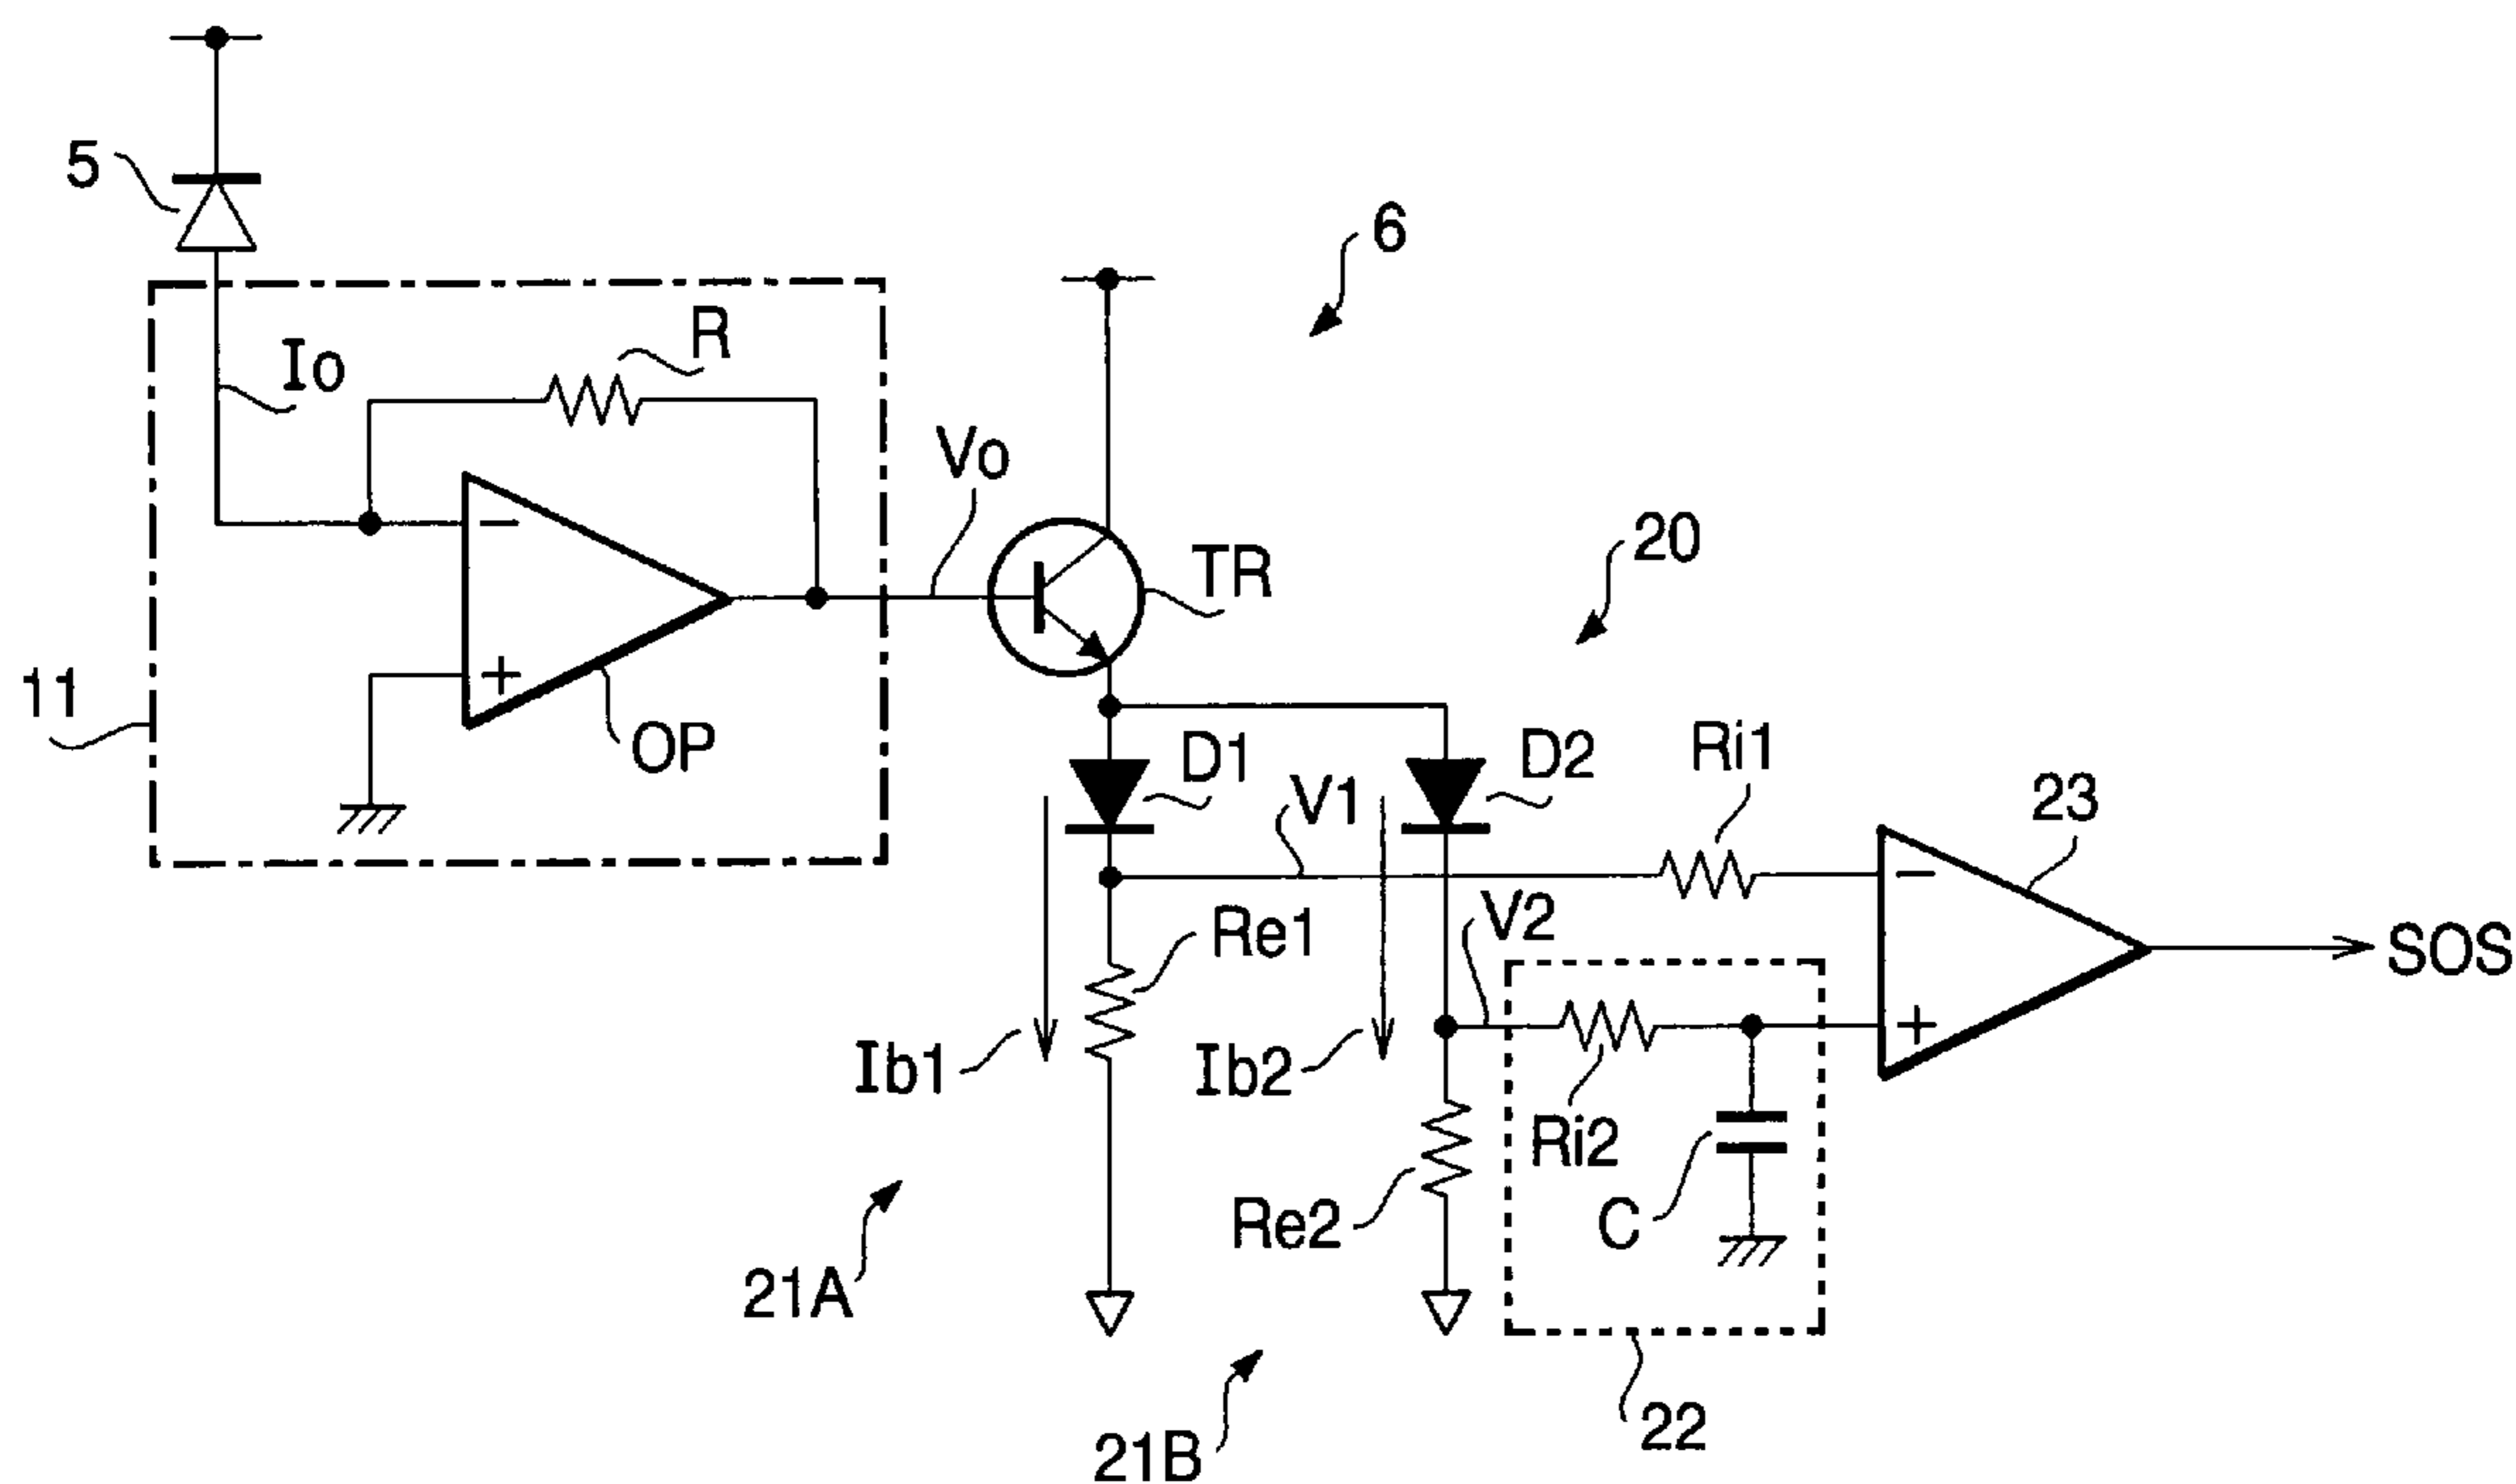 5
6
R
Io
Vo
20
TR
11
OP
D1
D2
Ri1
V1
23
−
+
−
+
V2
Re1
SOS
Ib1
Ib2
Ri2
C
Re2
21A
22
21B